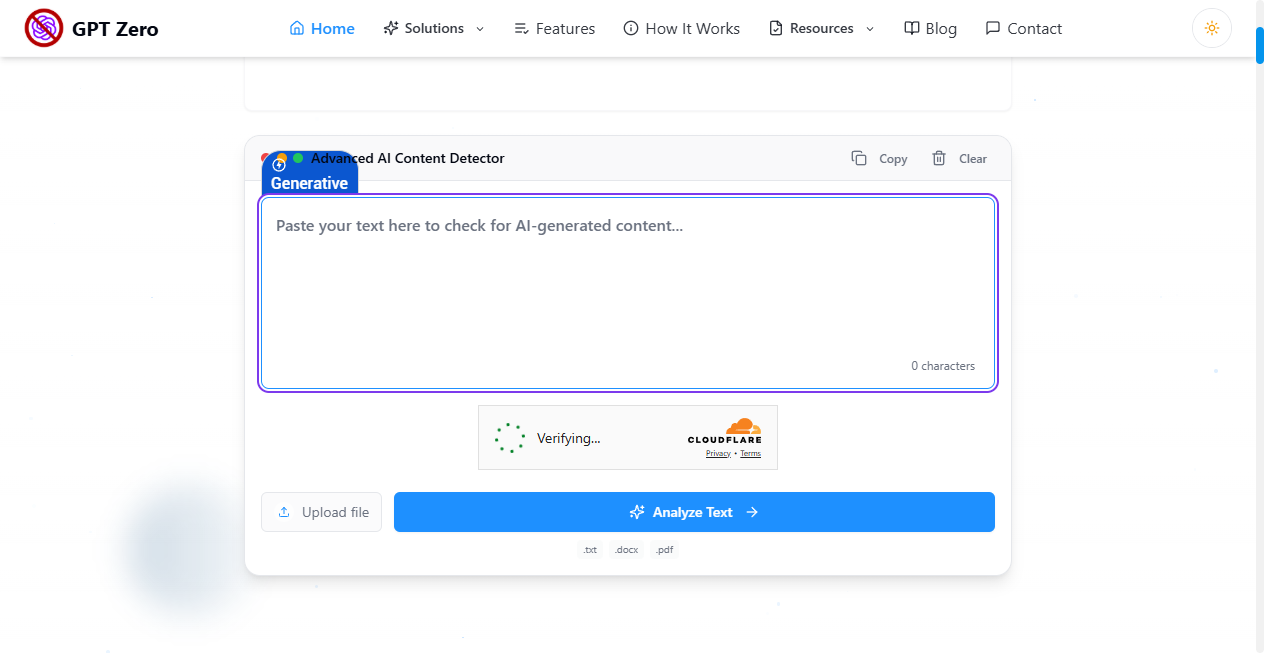 GPT Zero
Home
Solutions
Features
How It Works
Resources
Blog
Contact
Advanced AI Content Detector
Copy
Clear
Generative
Paste your text here to check for AI-generated content...
0 characters
Verifying...
CLOUDFLARE
Privacy • Terms
Upload file
Analyze Text
.txt
.docx
.pdf